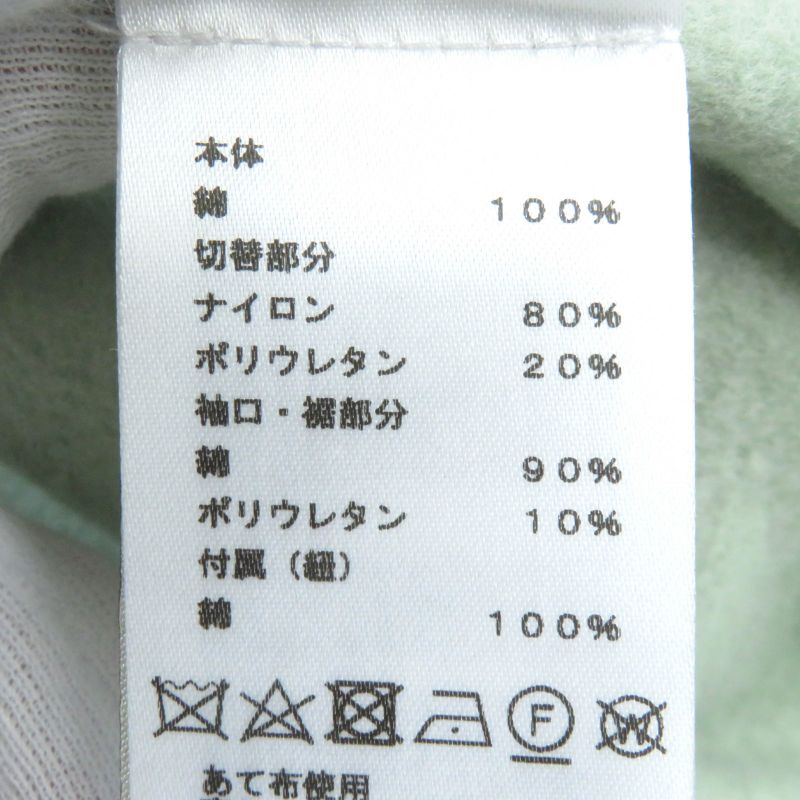 本体
綿 100%
切替部分
ナイロン 80%
ポリウレタン 20%
袖口・裾部分
綿 90%
ポリウレタン 10%
付属（紐）
綿 100%
F
W
あて布使用